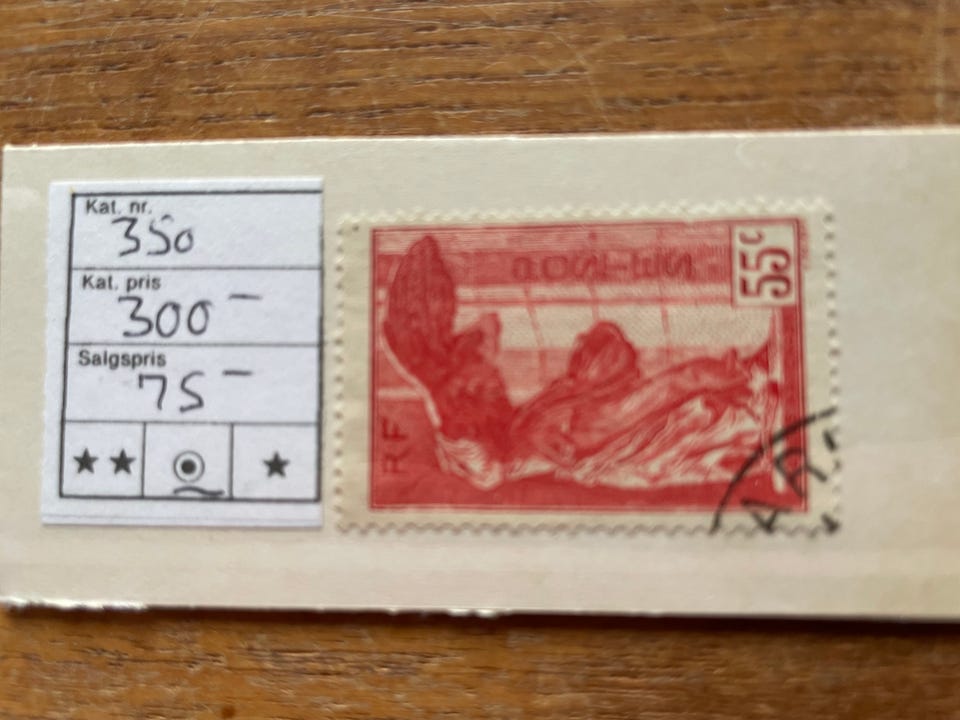 Kat. nr.
350
Kat. pris
300 -
Salgspris
75 -
55c
RF